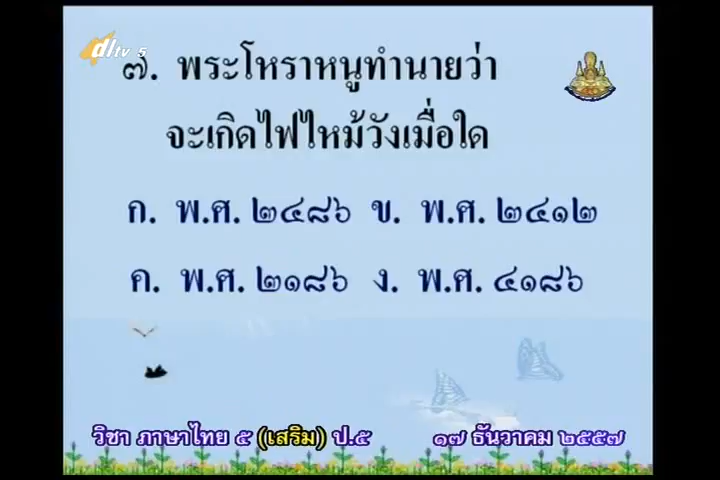 dltv 5
๗. พระโหราหนูทำนายว่า
จะเกิดไฟไหม้วังเมื่อใด
ก. พ.ศ. ๒๔๘๖ ข. พ.ศ. ๒๔๑๒
ค. พ.ศ. ๒๑๘๖ ง. พ.ศ. ๔๑๘๖
วิชา ภาษาไทย ๕ (เสริม) ป.๕ ๑๗ ธันวาคม ๒๕๕๗